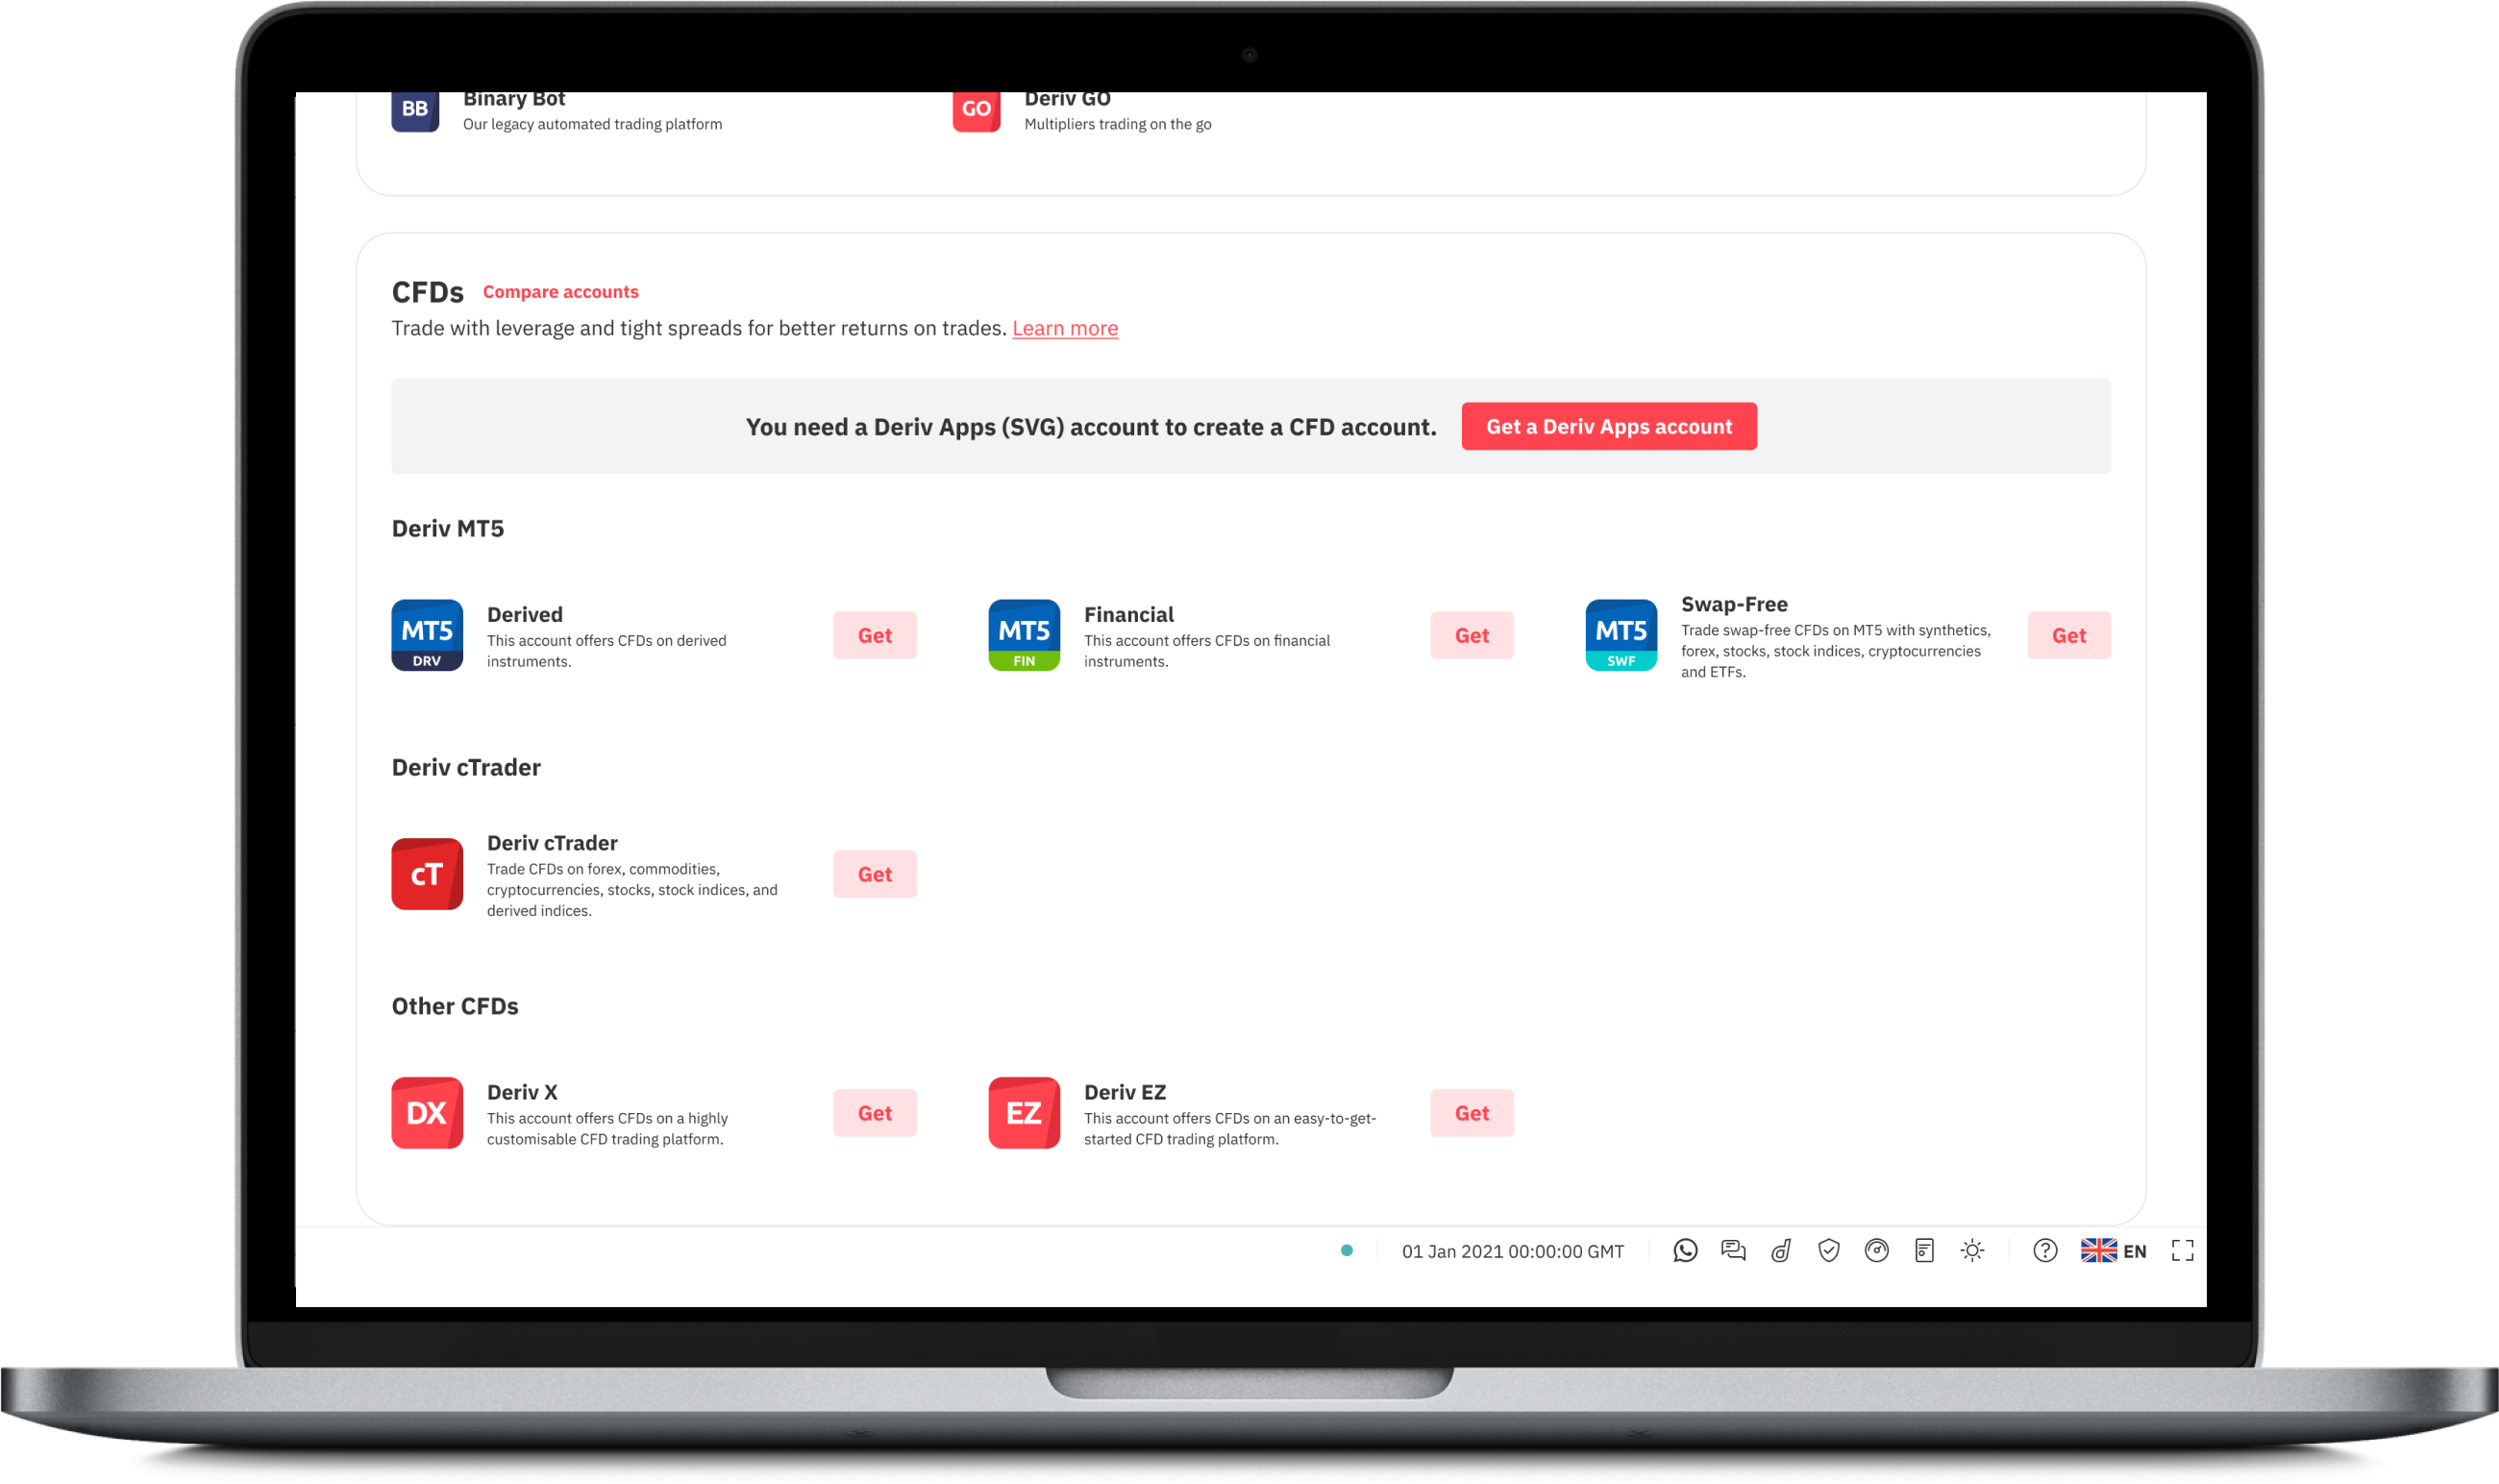 BB
Binary Bot
Our legacy automated trading platform
GO
Deriv GO
Multipliers trading on the go
CFDs Compare accounts
Trade with leverage and tight spreads for better returns on trades. Learn more
You need a Deriv Apps (SVG) account to create a CFD account. Get a Deriv Apps account
Deriv MT5
MT5
DRV
Derived
This account offers CFDs on derived
instruments.
Get
MT5
FIN
Financial
This account offers CFDs on financial
instruments.
Get
MT5
SWF
Swap-Free
Trade swap-free CFDs on MT5 with synthetics,
forex, stocks, stock indices, cryptocurrencies
and ETFs.
Get
Deriv cTrader
cT
Deriv cTrader
Trade CFDs on forex, commodities,
cryptocurrencies, stocks, stock indices, and
derived indices.
Get
Other CFDs
DX
Deriv X
This account offers CFDs on a highly
customisable CFD trading platform.
Get
EZ
Deriv EZ
This account offers CFDs on an easy-to-get-
started CFD trading platform.
Get
01 Jan 2021 00:00:00 GMT
EN